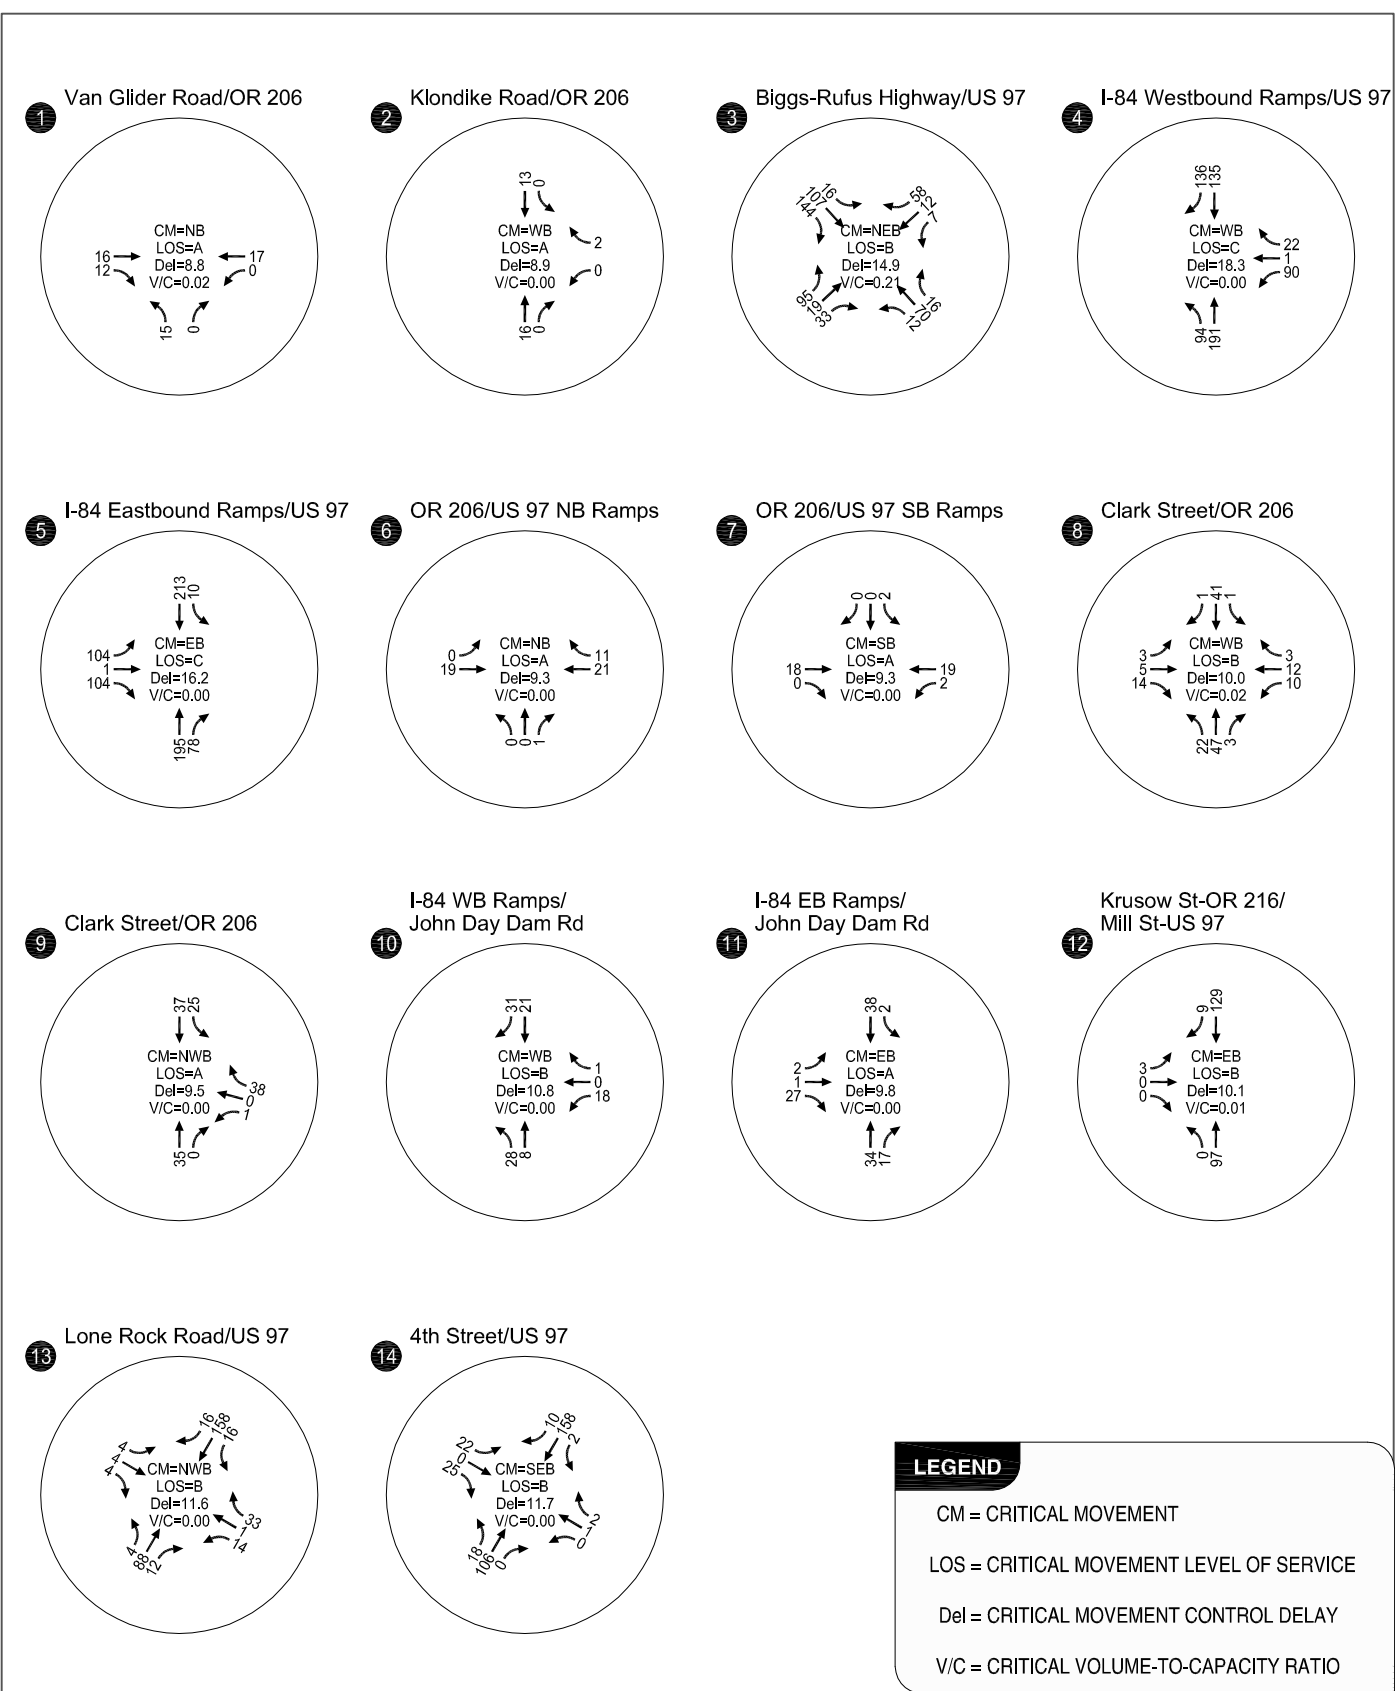 1
Van Glider Road/OR 206
CM=NB
LOS=A
Del=8.8
V/C=0.02
16
12
17
0
15
0
2
Klondike Road/OR 206
13
0
CM=WB
LOS=A
Del=8.9
V/C=0.00
2
0
16
0
3
Biggs-Rufus Highway/US 97
16
107
144
58
12
7
CM=NEB
LOS=B
Del=14.9
V/C=0.21
95
19
33
16
70
12
4
I-84 Westbound Ramps/US 97
136
135
CM=WB
LOS=C
Del=18.3
V/C=0.00
22
1
90
94
191
5
I-84 Eastbound Ramps/US 97
213
10
CM=EB
LOS=C
Del=16.2
V/C=0.00
104
1
104
195
78
6
OR 206/US 97 NB Ramps
CM=NB
LOS=A
Del=9.3
V/C=0.00
0
19
11
21
0
0
1
7
OR 206/US 97 SB Ramps
0
0
2
CM=SB
LOS=A
Del=9.3
V/C=0.00
18
0
19
2
8
Clark Street/OR 206
1
41
1
CM=WB
LOS=B
Del=10.0
V/C=0.02
3
5
14
3
12
10
22
47
3
9
Clark Street/OR 206
37
25
CM=NWB
LOS=A
Del=9.5
V/C=0.00
38
0
1
35
0
10
I-84 WB Ramps/
John Day Dam Rd
31
21
CM=WB
LOS=B
Del=10.8
V/C=0.00
1
0
18
28
8
11
I-84 EB Ramps/
John Day Dam Rd
38
2
CM=EB
LOS=A
Del=9.8
V/C=0.00
2
1
27
34
17
12
Krusow St-OR 216/
Mill St-US 97
9
129
CM=EB
LOS=B
Del=10.1
V/C=0.01
3
0
0
0
97
13
Lone Rock Road/US 97
16
158
16
4
4
4
CM=NWB
LOS=B
Del=11.6
V/C=0.00
33
1
14
4
88
12
14
4th Street/US 97
10
158
2
22
0
25
CM=SEB
LOS=B
Del=11.7
V/C=0.00
2
1
0
18
106
0
LEGEND
CM = CRITICAL MOVEMENT
LOS = CRITICAL MOVEMENT LEVEL OF SERVICE
Del = CRITICAL MOVEMENT CONTROL DELAY
V/C = CRITICAL VOLUME-TO-CAPACITY RATIO